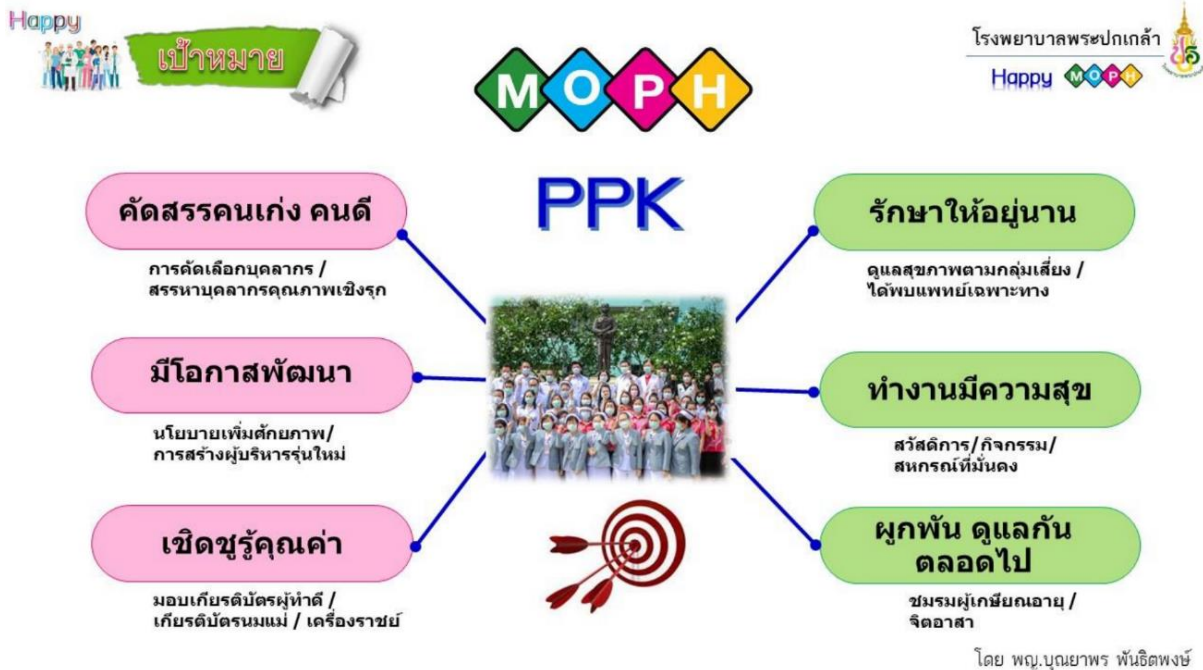 Happy
เป้าหมาย
MOPH
โรงพยาบาลพระปกเกล้า
Happy MOPH
PPK
คัดสรรคนเก่ง คนดี
การคัดเลือกบุคลากร /
สรรหาบุคลากรคุณภาพเชิงรุก
มีโอกาสพัฒนา
นโยบายเพิ่มศักยภาพ/
การสร้างผู้บริหารรุ่นใหม่
เชิดชูรู้คุณค่า
มอบเกียรติบัตรผู้ทำดี /
เกียรติบัตรนมแม่ / เครื่องราชย์
รักษาให้อยู่นาน
ดูแลสุขภาพตามกลุ่มเสี่ยง /
ได้พบแพทย์เฉพาะทาง
ทำงานมีความสุข
สวัสดิการ/กิจกรรม/
สหกรณ์ที่มั่นคง
ผูกพัน ดูแลกัน
ตลอดไป
ชมรมผู้เกษียณอายุ /
จิตอาสา
โดย พญ.บุณยาพร พันธิตพงษ์